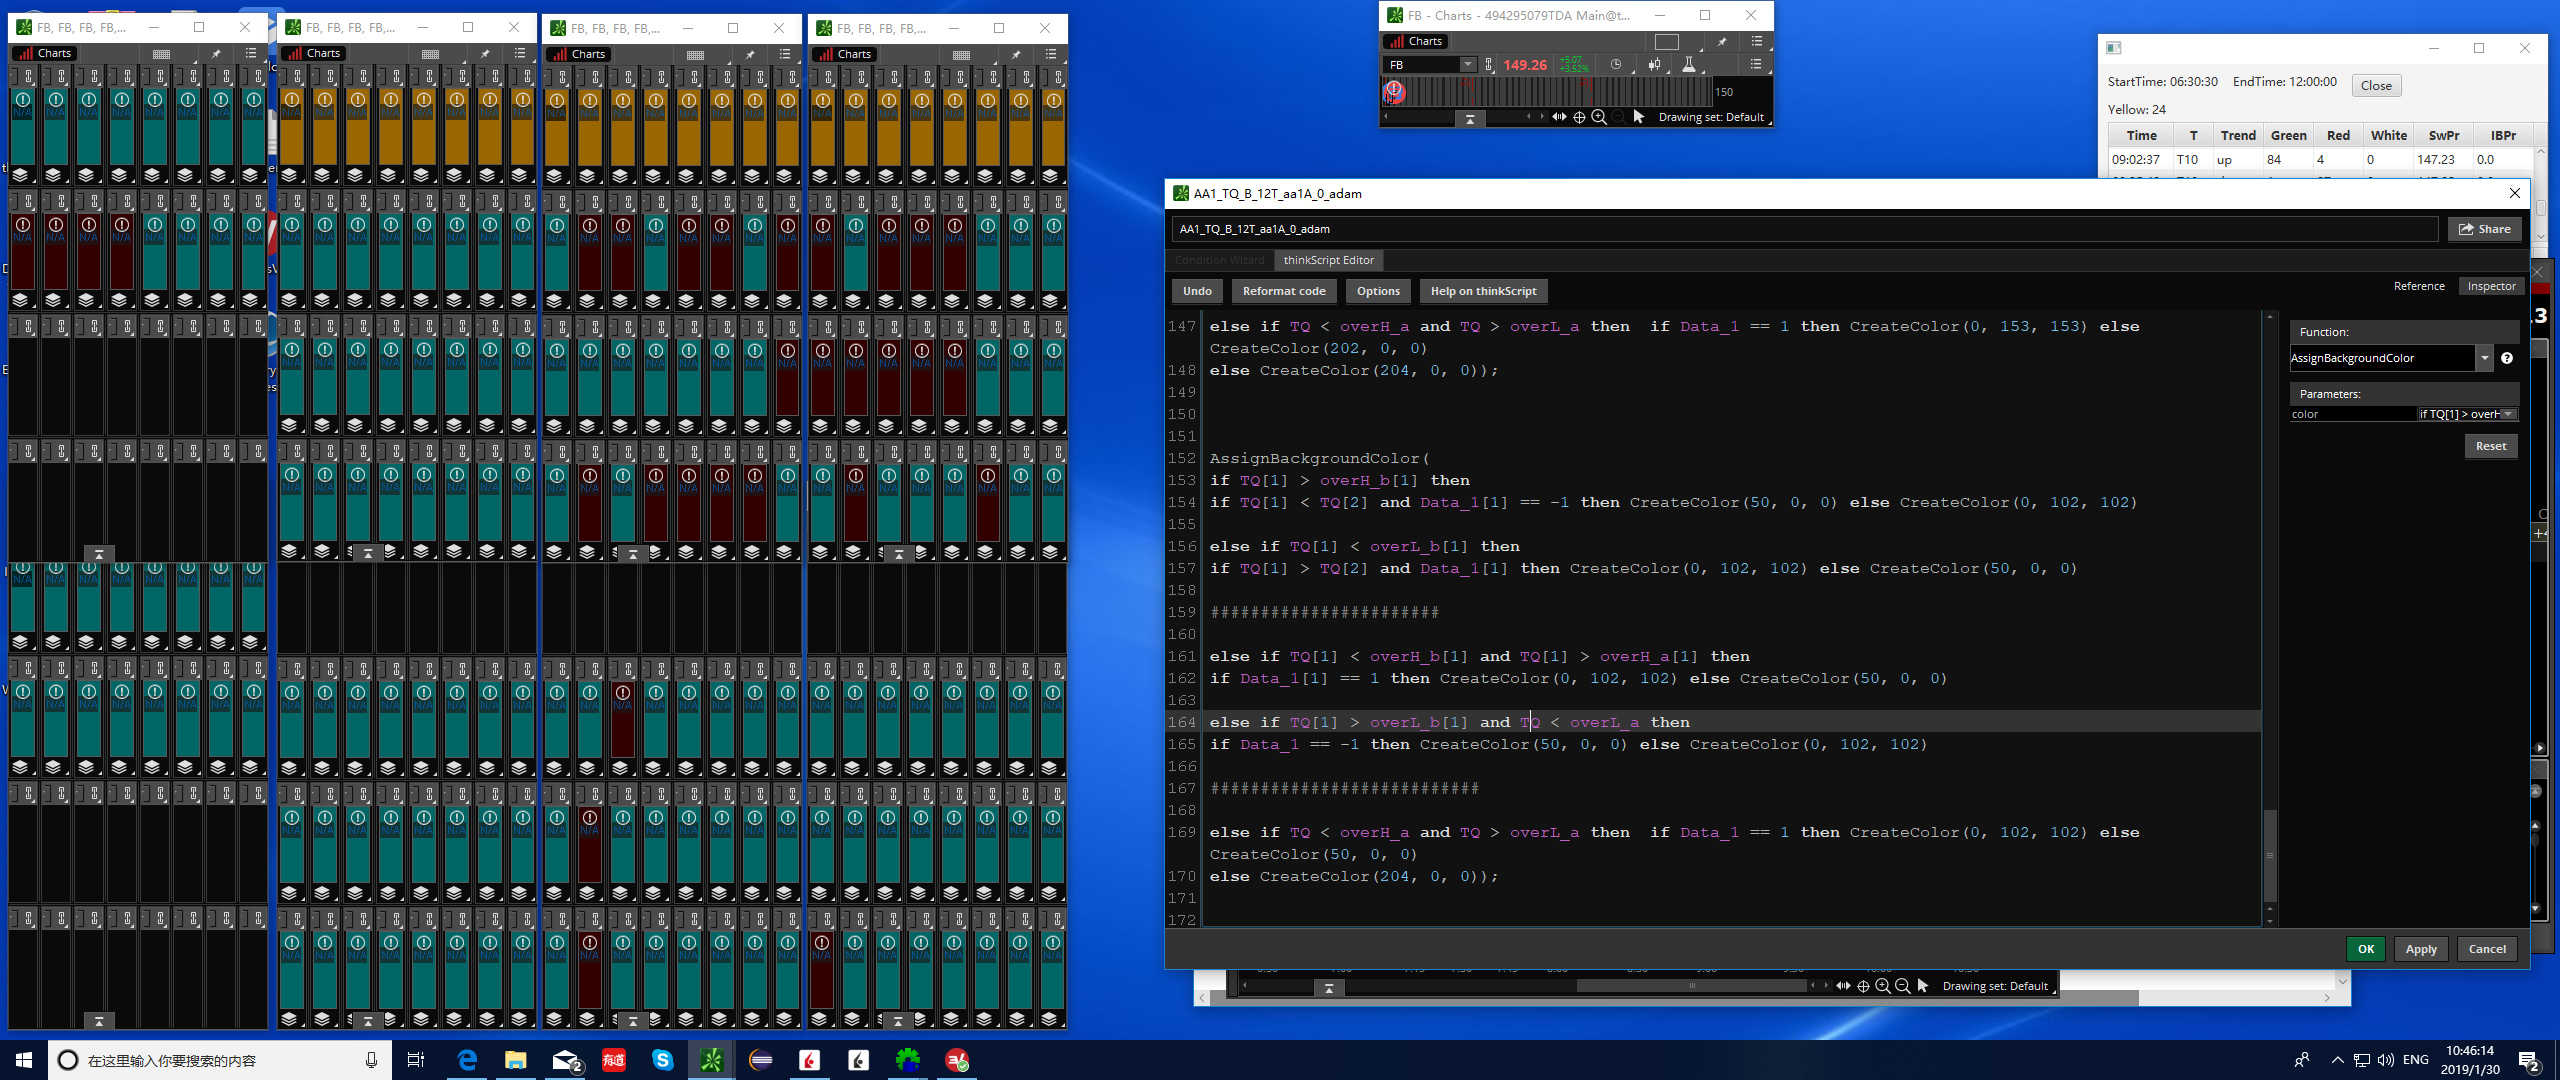 FB, FB, FB, FB,...
Charts
FB, FB, FB, FB,...
Charts
FB, FB, FB, FB,...
Charts
FB, FB, FB, FB,...
Charts
N/A
FB - Charts - 494295079TDA Main@t...
Charts
FB
149.26
+5.07
+3.52%
150
Drawing set: Default
StartTime: 06:30:30 EndTime: 12:00:00 Close
Yellow: 24
Time T Trend Green Red White SwPr IBPr
09:02:37 T10 up 84 4 0 147.23 0.0
AA1_TQ_B_12T_aa1A_0_adam
AA1_TQ_B_12T_aa1A_0_adam
Share
Condition Wizard thinkScript Editor
Undo Reformat code Options Help on thinkScript
Reference Inspector
Function:
AssignBackgroundColor
Parameters:
color if TQ[1] > overH
Reset
147 else if TQ < overH_a and TQ > overL_a then  if Data_1 == 1 then CreateColor(0, 153, 153) else
CreateColor(202, 0, 0)
148 else CreateColor(204, 0, 0));
149
150
151
152 AssignBackgroundColor(
153 if TQ[1] > overH_b[1] then
154 if TQ[1] < TQ[2] and Data_1[1] == -1 then CreateColor(50, 0, 0) else CreateColor(0, 102, 102)
155
156 else if TQ[1] < overL_b[1] then
157 if TQ[1] > TQ[2] and Data_1[1] then CreateColor(0, 102, 102) else CreateColor(50, 0, 0)
158
159 #######################
160
161 else if TQ[1] < overH_b[1] and TQ[1] > overH_a[1] then
162 if Data_1[1] == 1 then CreateColor(0, 102, 102) else CreateColor(50, 0, 0)
163
164 else if TQ[1] > overL_b[1] and TQ < overL_a then
165 if Data_1 == -1 then CreateColor(50, 0, 0) else CreateColor(0, 102, 102)
166
167 ###########################
168
169 else if TQ < overH_a and TQ > overL_a then  if Data_1 == 1 then CreateColor(0, 102, 102) else
CreateColor(50, 0, 0)
170 else CreateColor(204, 0, 0));
171
172
OK Apply Cancel
Drawing set: Default
在这里输入你要搜索的内容
2
有道
ENG
10:46:14
2019/1/30
2